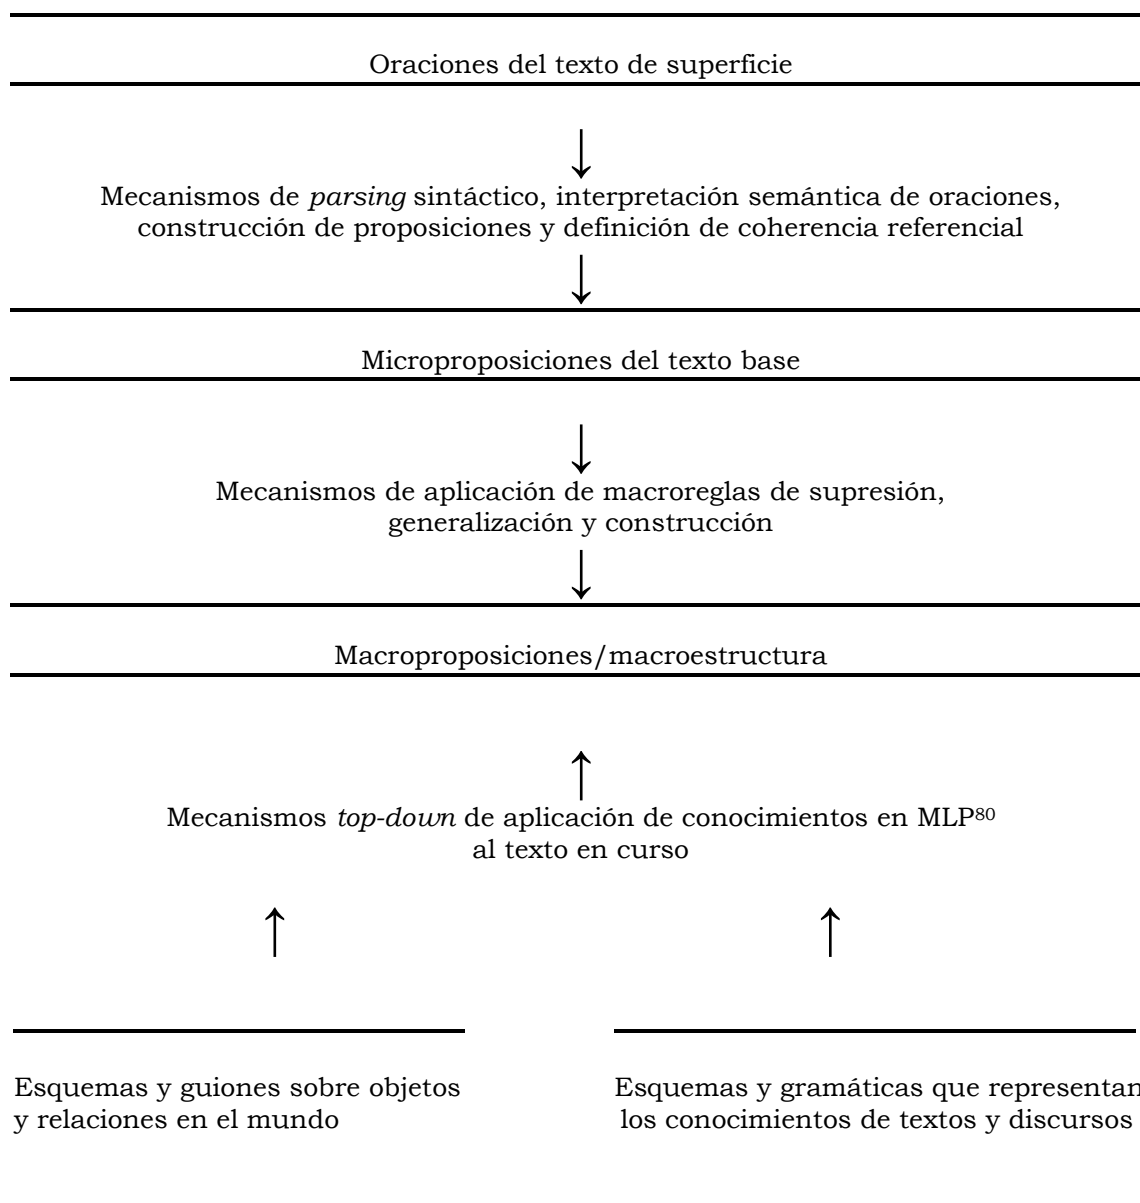 Oraciones del texto de superficie
↓
Mecanismos de parsing sintáctico, interpretación semántica de oraciones,
construcción de proposiciones y definición de coherencia referencial
↓
Microproposiciones del texto base
↓
Mecanismos de aplicación de macroreglas de supresión,
generalización y construcción
↓
Macroproposiciones/macroestructura
↑
Mecanismos top-down de aplicación de conocimientos en MLP⁸⁰
al texto en curso
↑ ↑
Esquemas y guiones sobre objetos
y relaciones en el mundo
Esquemas y gramáticas que representan
los conocimientos de textos y discursos